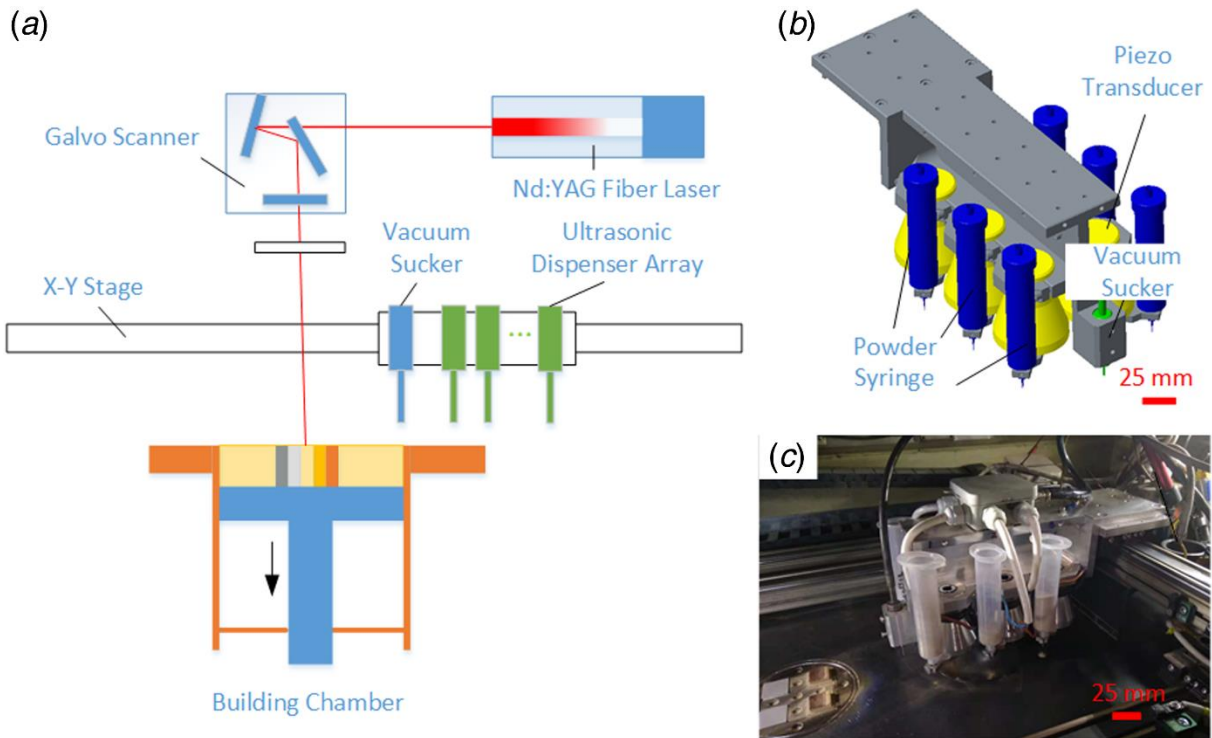 (a)
Galvo Scanner
Nd:YAG Fiber Laser
Vacuum
Sucker
Ultrasonic
Dispenser Array
X-Y Stage
...
Building Chamber
(b)
Piezo
Transducer
Vacuum
Sucker
Powder
Syringe
25 mm
(c)
25 mm